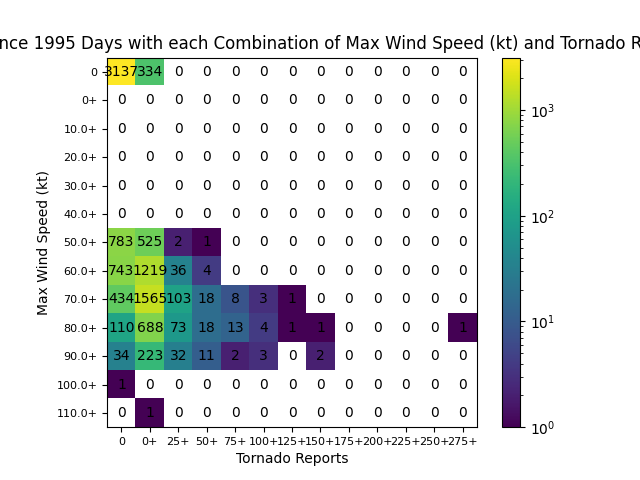 nce 1995 Days with each Combination of Max Wind Speed (kt) and Tornado R
Max Wind Speed (kt)
0 3137 334 0 0 0 0 0 0 0 0 0 0 0
0+ 0 0 0 0 0 0 0 0 0 0 0 0 0
10.0+ 0 0 0 0 0 0 0 0 0 0 0 0 0
20.0+ 0 0 0 0 0 0 0 0 0 0 0 0 0
30.0+ 0 0 0 0 0 0 0 0 0 0 0 0 0
40.0+ 0 0 0 0 0 0 0 0 0 0 0 0 0
50.0+ 783 525 2 1 0 0 0 0 0 0 0 0 0
60.0+ 743 1219 36 4 0 0 0 0 0 0 0 0 0
70.0+ 434 1565 103 18 8 3 1 0 0 0 0 0 0
80.0+ 110 688 73 18 13 4 1 1 0 0 0 0 1
90.0+ 34 223 32 11 2 3 0 2 0 0 0 0 0
100.0+ 1 0 0 0 0 0 0 0 0 0 0 0 0
110.0+ 0 1 0 0 0 0 0 0 0 0 0 0 0
0 0+ 25+ 50+ 75+ 100+ 125+ 150+ 175+ 200+ 225+ 250+ 275+
Tornado Reports
10³
10²
10¹
10⁰